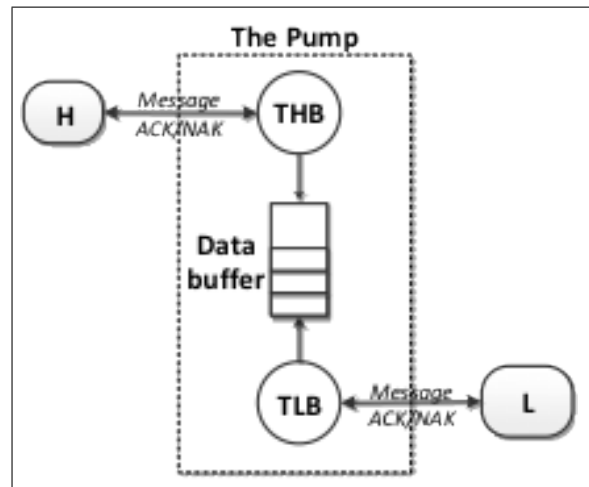 The Pump
H
Message
ACK/NAK
THB
Data
buffer
TLB
Message
ACK/NAK
L